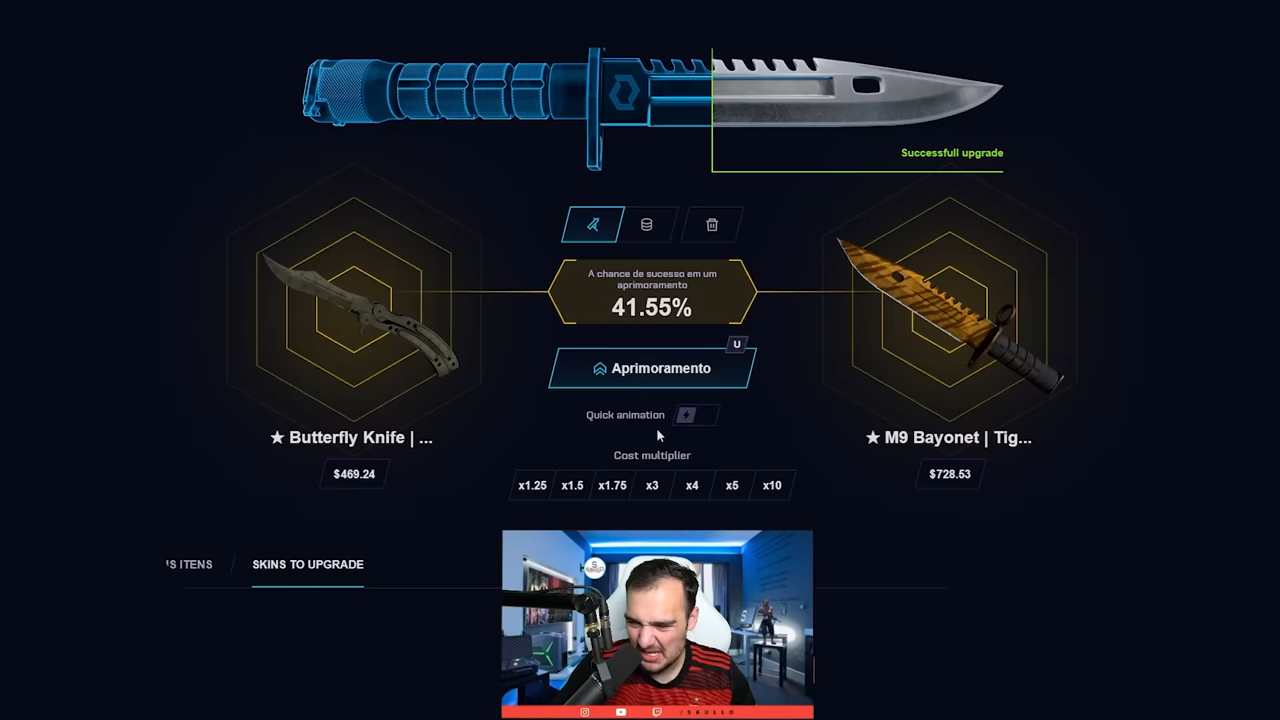 Successfull upgrade
A chance de sucesso em um
aprimoramento
41.55%
U
Aprimoramento
Quick animation
Cost multiplier
x1.25 x1.5 x1.75 x3 x4 x5 x10
★ Butterfly Knife | ...
$469.24
★ M9 Bayonet | Tig...
$728.53
'S ITENS / SKINS TO UPGRADE
/SAULLO